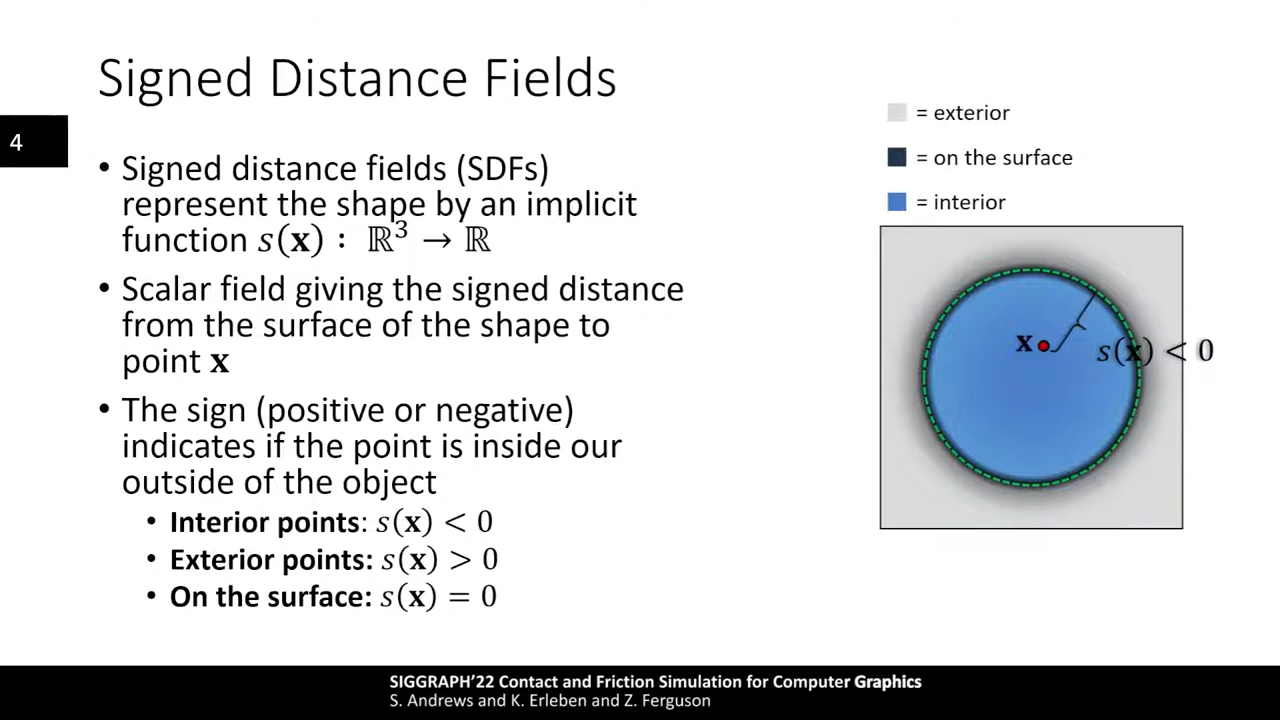 Signed Distance Fields
4
• Signed distance fields (SDFs)
represent the shape by an implicit
function s(𝐱) : ℝ³ → ℝ
• Scalar field giving the signed distance
from the surface of the shape to
point 𝐱
• The sign (positive or negative)
indicates if the point is inside our
outside of the object
• Interior points: s(𝐱) < 0
• Exterior points: s(𝐱) > 0
• On the surface: s(𝐱) = 0
= exterior
= on the surface
= interior
𝐱
s(𝐱) < 0
SIGGRAPH'22 Contact and Friction Simulation for Computer Graphics
S. Andrews and K. Erleben and Z. Ferguson